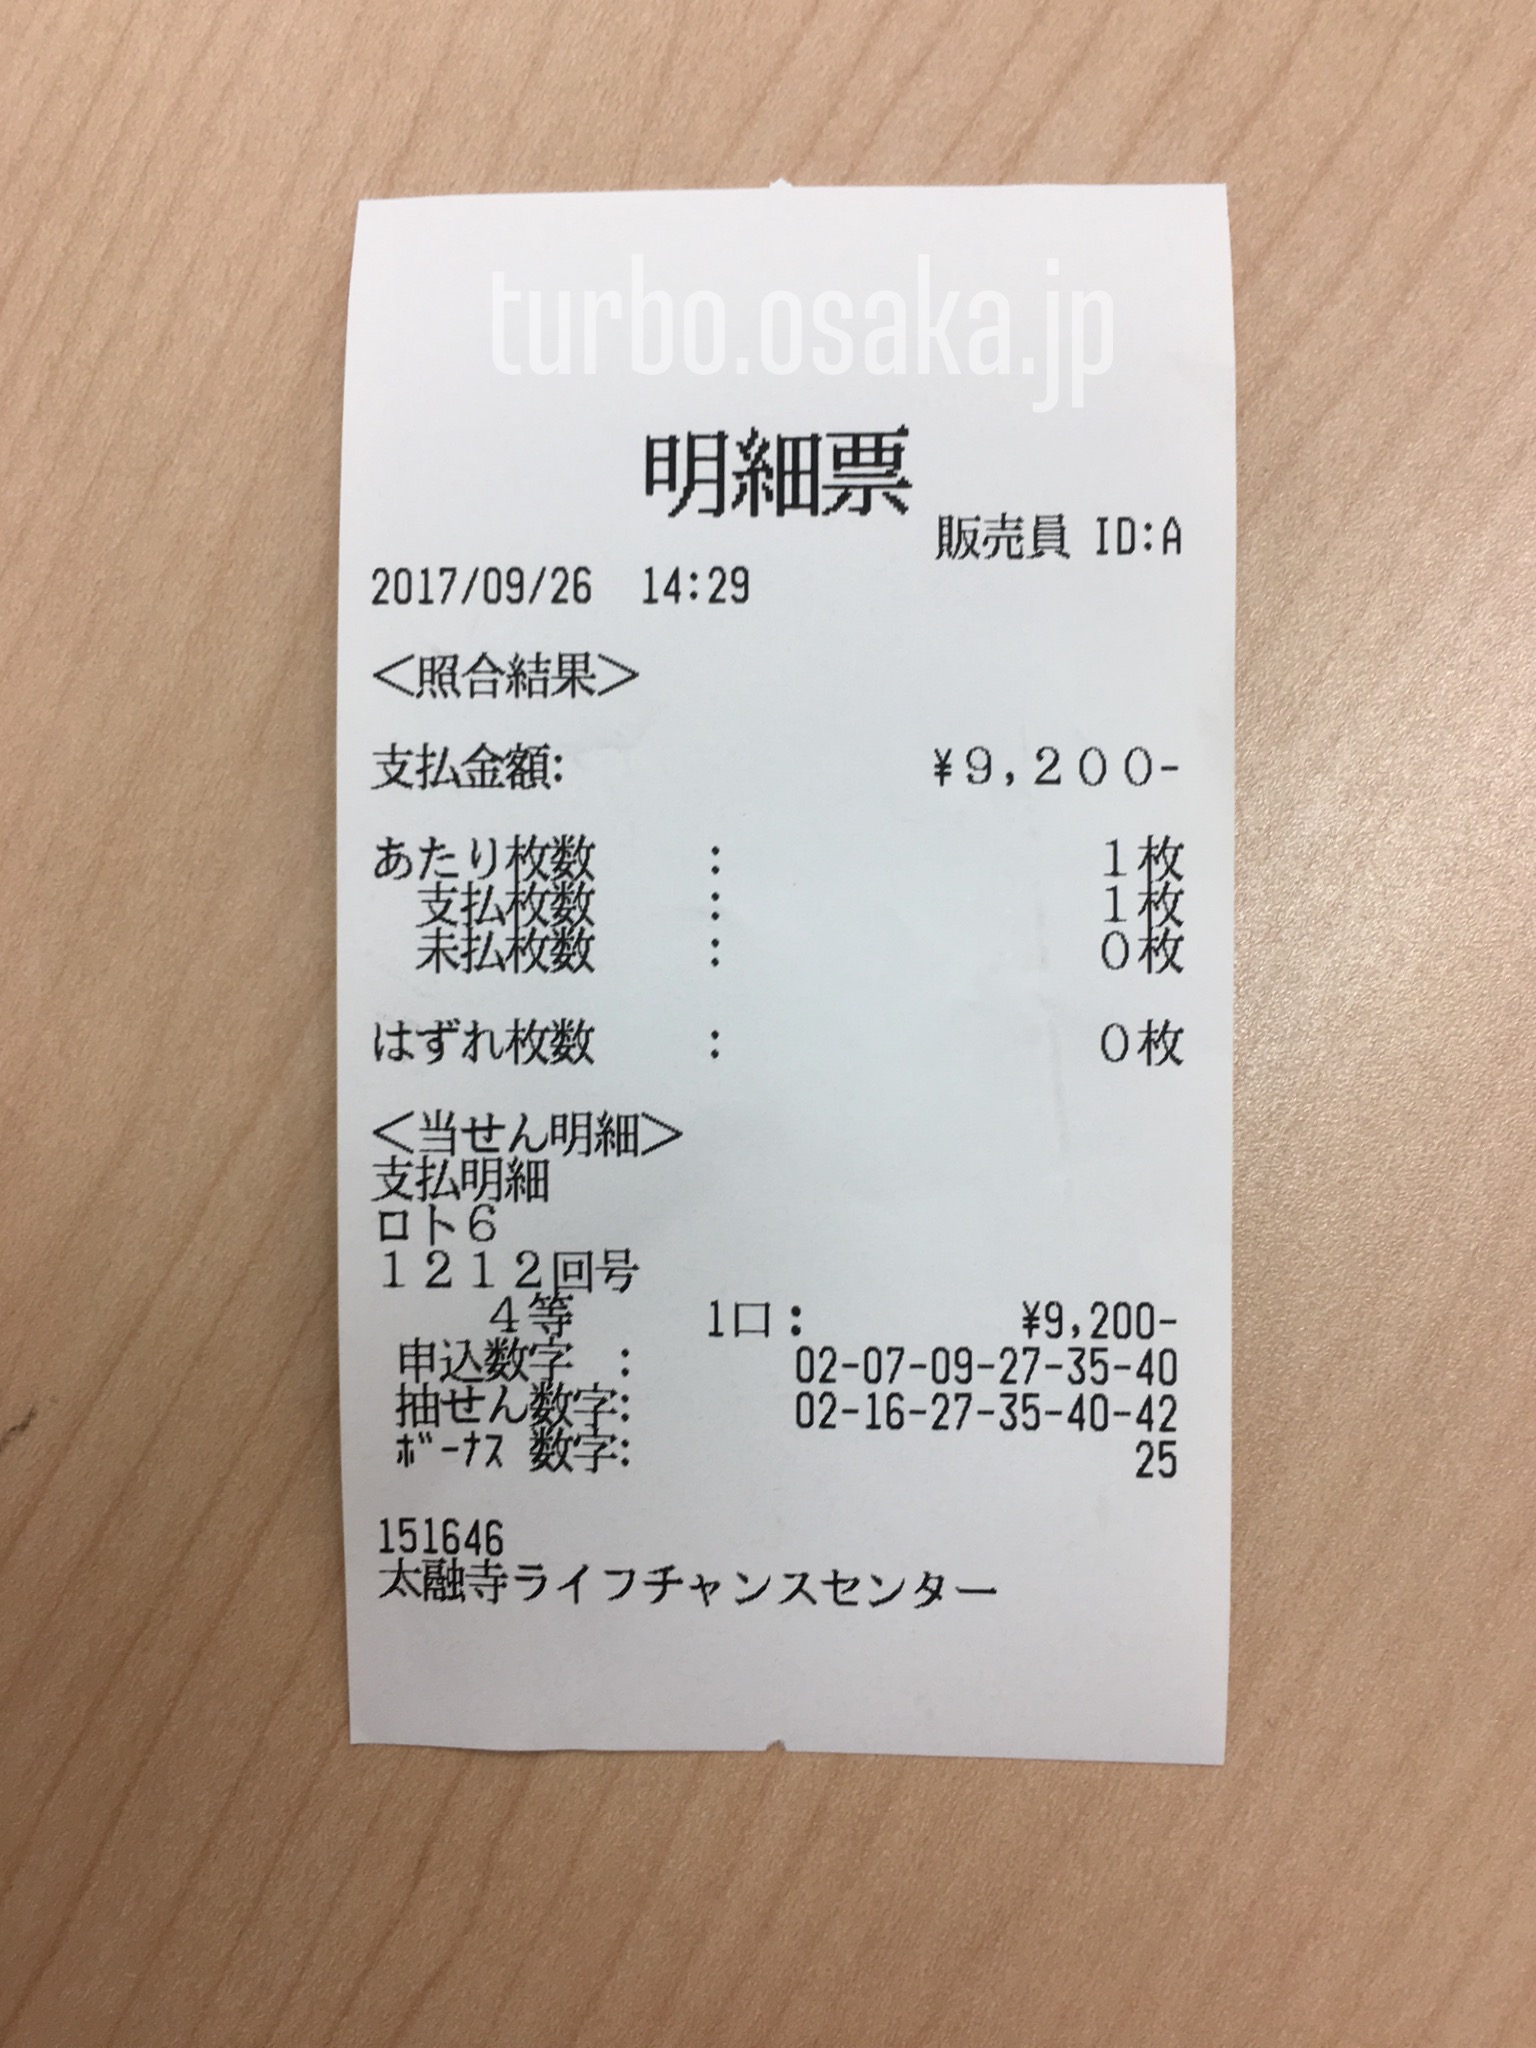 turbo.osaka.jp
明細票
販売員 ID:A
2017/09/26 14:29
＜照合結果＞
支払金額: ¥9,200-
あたり枚数 : 1枚
支払枚数 : 1枚
未払枚数 : 0枚
はずれ枚数 : 0枚
＜当せん明細＞
支払明細
ロト6
1212回号
4等 1口: ¥9,200-
申込数字 : 02-07-09-27-35-40
抽せん数字: 02-16-27-35-40-42
ﾎﾞｰﾅｽ 数字: 25
151646
太融寺ライフチャンスセンター